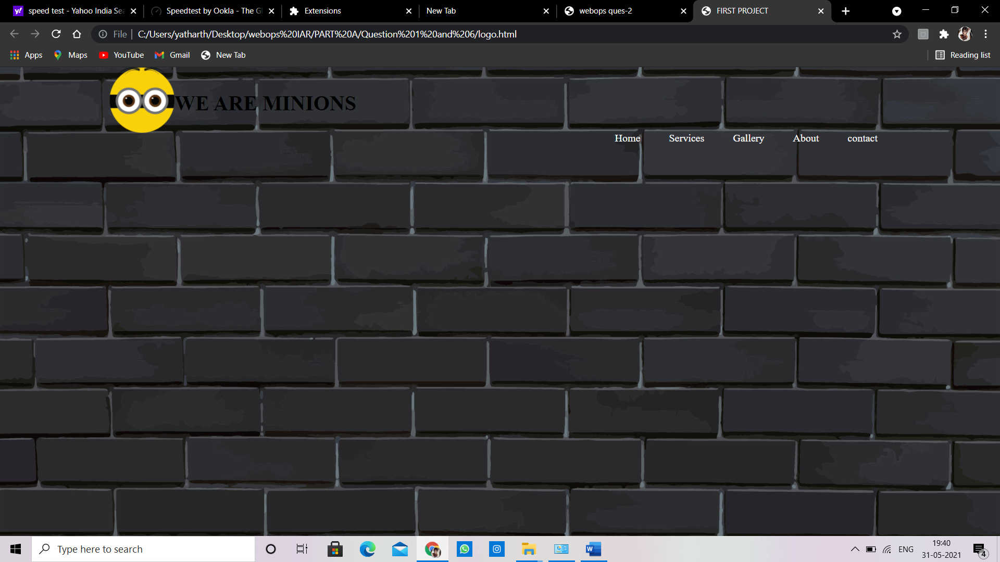 speed test - Yahoo India Sea
Speedtest by Ookla - The Gl
Extensions
New Tab
webops ques-2
FIRST PROJECT
File
C:/Users/yatharth/Desktop/webops%20IAR/PART%20A/Question%201%20and%206/logo.html
Apps
Maps
YouTube
Gmail
New Tab
Reading list
WE ARE MINIONS
Home
Services
Gallery
About
contact
Type here to search
ENG
19:40
31-05-2021
4